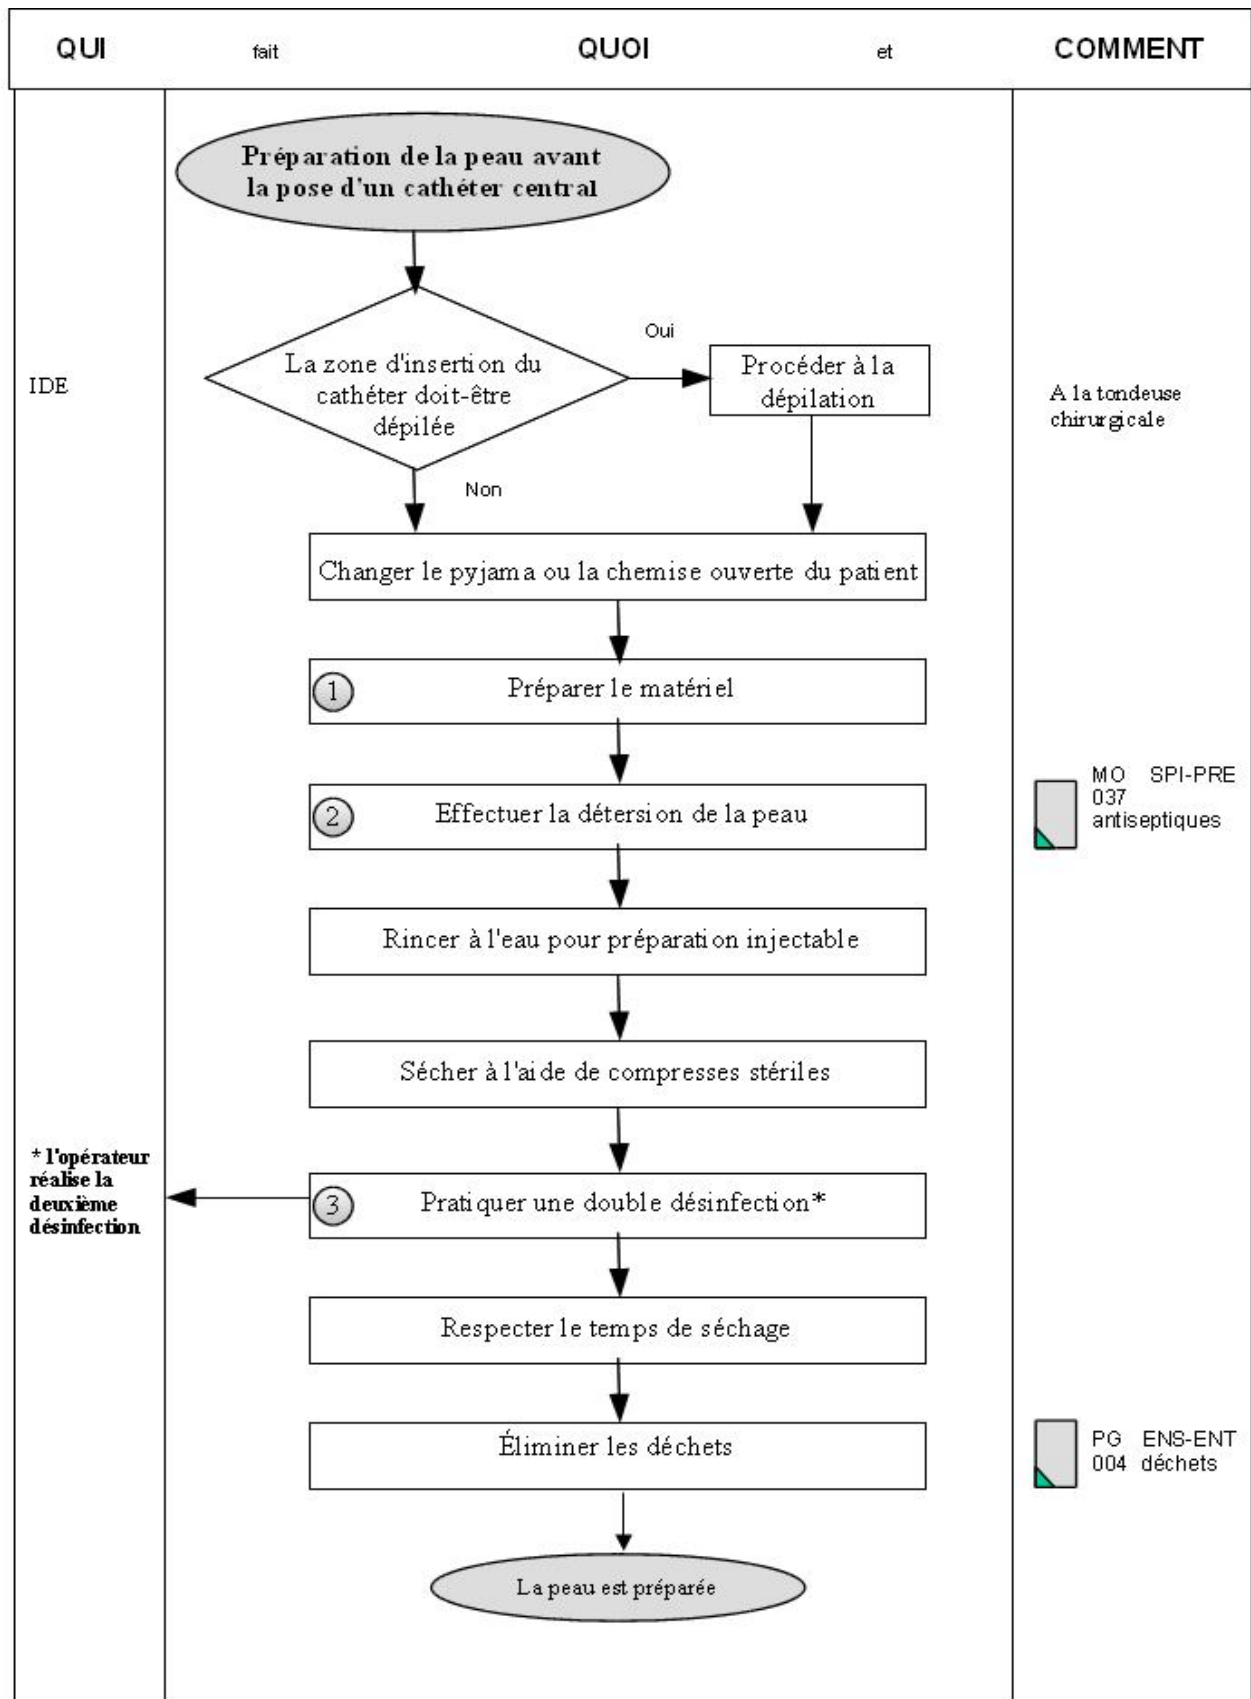 QUI fait QUOI et COMMENT
Préparation de la peau avant
la pose d'un cathéter central
La zone d'insertion du
cathéter doit-être
dépilée
Oui
Procéder à la
dépilation
IDE
A la tondeuse
chirurgicale
Non
Changer le pyjama ou la chemise ouverte du patient
1 Préparer le matériel
2 Effectuer la détersion de la peau
MO SPI-PRE
037
antiseptiques
Rincer à l'eau pour préparation injectable
Sécher à l'aide de compresses stériles
3 Pratiquer une double désinfection*
* l'opérateur
réalise la
deuxième
désinfection
Respecter le temps de séchage
Éliminer les déchets
PG ENS-ENT
004 déchets
La peau est préparée